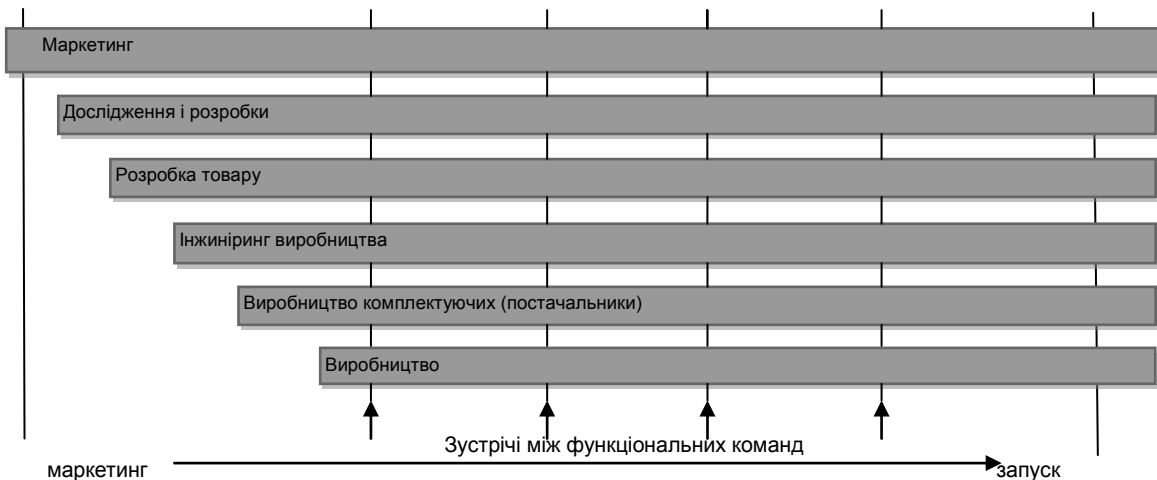 Маркетинг
Дослідження і розробки
Розробка товару
Інжиніринг виробництва
Виробництво комплектуючих (постачальники)
Виробництво
Зустрічі між функціональних команд
маркетинг
запуск